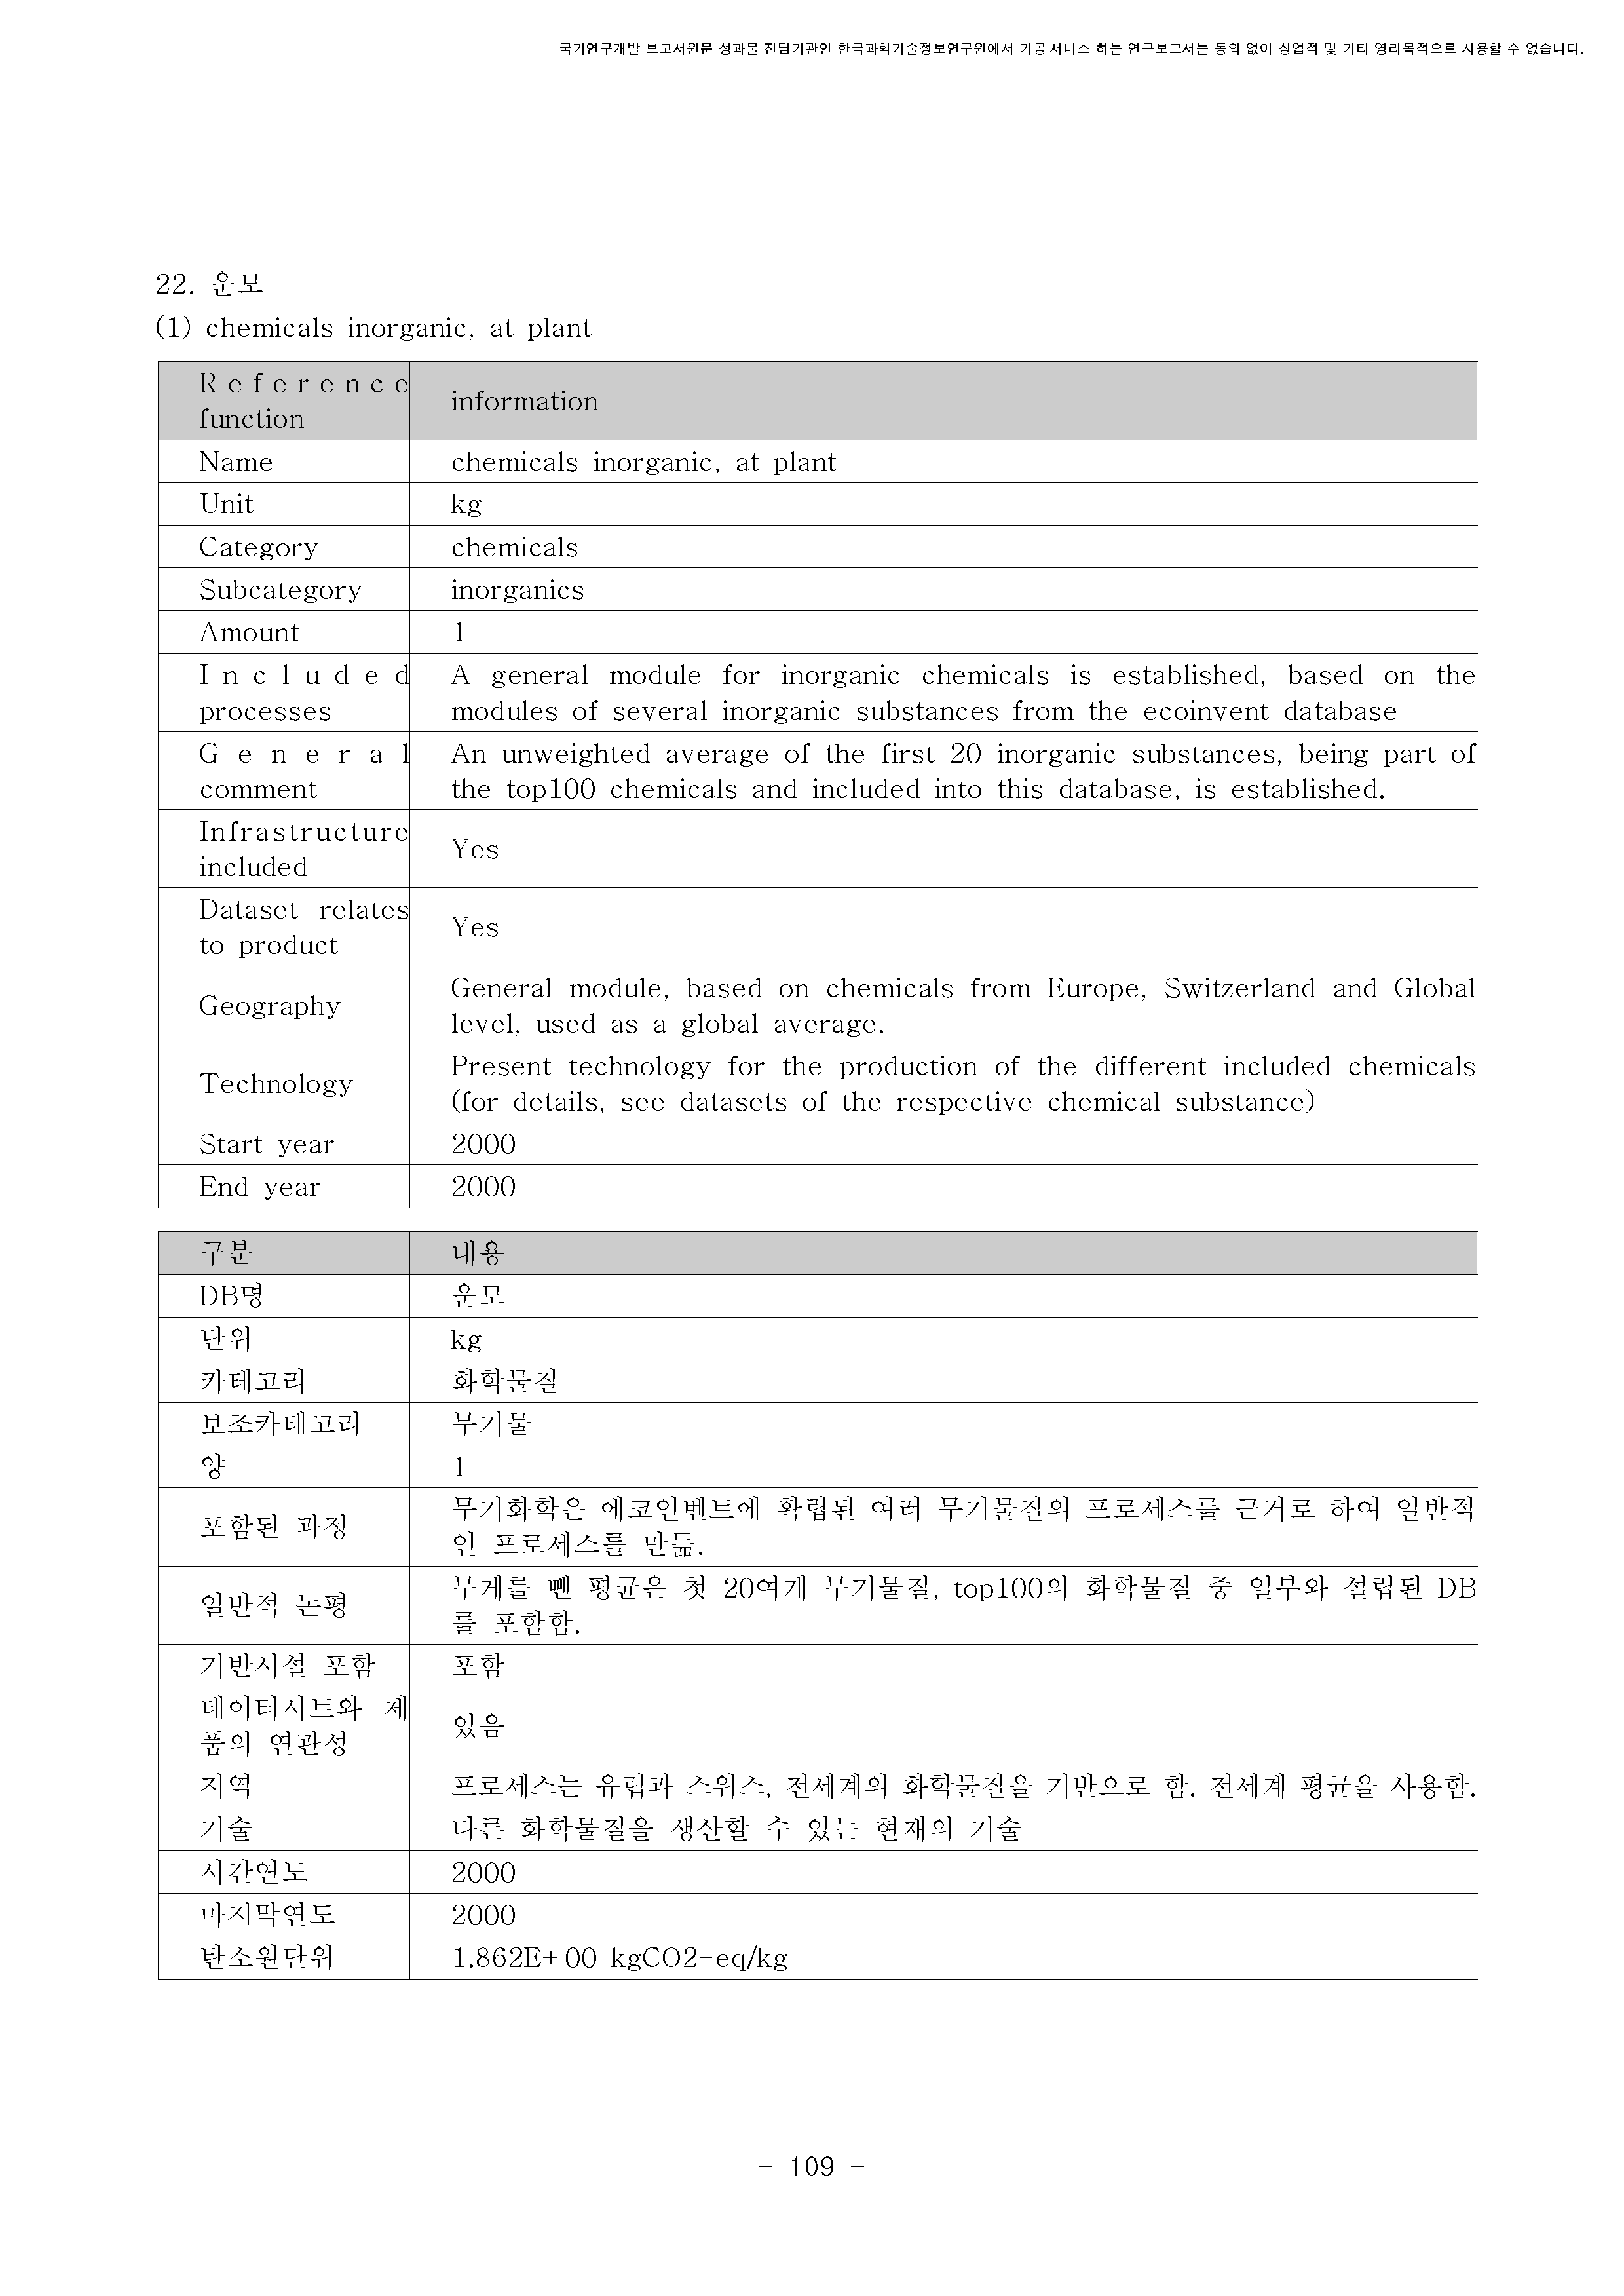 국가연구개발 보고서원문 성과물 전담기관인 한국과학기술정보연구원에서 가공·서비스 하는 연구보고서는 동의 없이 상업적 및 기타 영리목적으로 사용할 수 없습니다.
22. 운모
(1) chemicals inorganic, at plant
Reference function
information
Name
chemicals inorganic, at plant
Unit
kg
Category
chemicals
Subcategory
inorganics
Amount
1
Included
processes
A general module for inorganic chemicals is established, based on the
modules of several inorganic substances from the ecoinvent database
General
comment
An unweighted average of the first 20 inorganic substances, being part of
the top100 chemicals and included into this database, is established.
Infrastructure
included
Yes
Dataset relates
to product
Yes
Geography
General module, based on chemicals from Europe, Switzerland and Global
level, used as a global average.
Technology
Present technology for the production of the different included chemicals
(for details, see datasets of the respective chemical substance)
Start year
2000
End year
2000
구분
내용
DB명
운모
단위
kg
카테고리
화학물질
보조카테고리
무기물
양
1
포함된 과정
무기화학은 에코인벤트에 확립된 여러 무기물질의 프로세스를 근거로 하여 일반적
인 프로세스를 만듦.
일반적 논평
무게를 뺀 평균은 첫 20여개 무기물질, top100의 화학물질 중 일부와 설립된 DB
를 포함함.
기반시설 포함
포함
데이터시트와 제
품의 연관성
있음
지역
프로세스는 유럽과 스위스, 전세계의 화학물질을 기반으로 함. 전세계 평균을 사용함.
기술
다른 화학물질을 생산할 수 있는 현재의 기술
시간연도
2000
마지막연도
2000
탄소원단위
1.862E+00 kgCO2-eq/kg
- 109 -